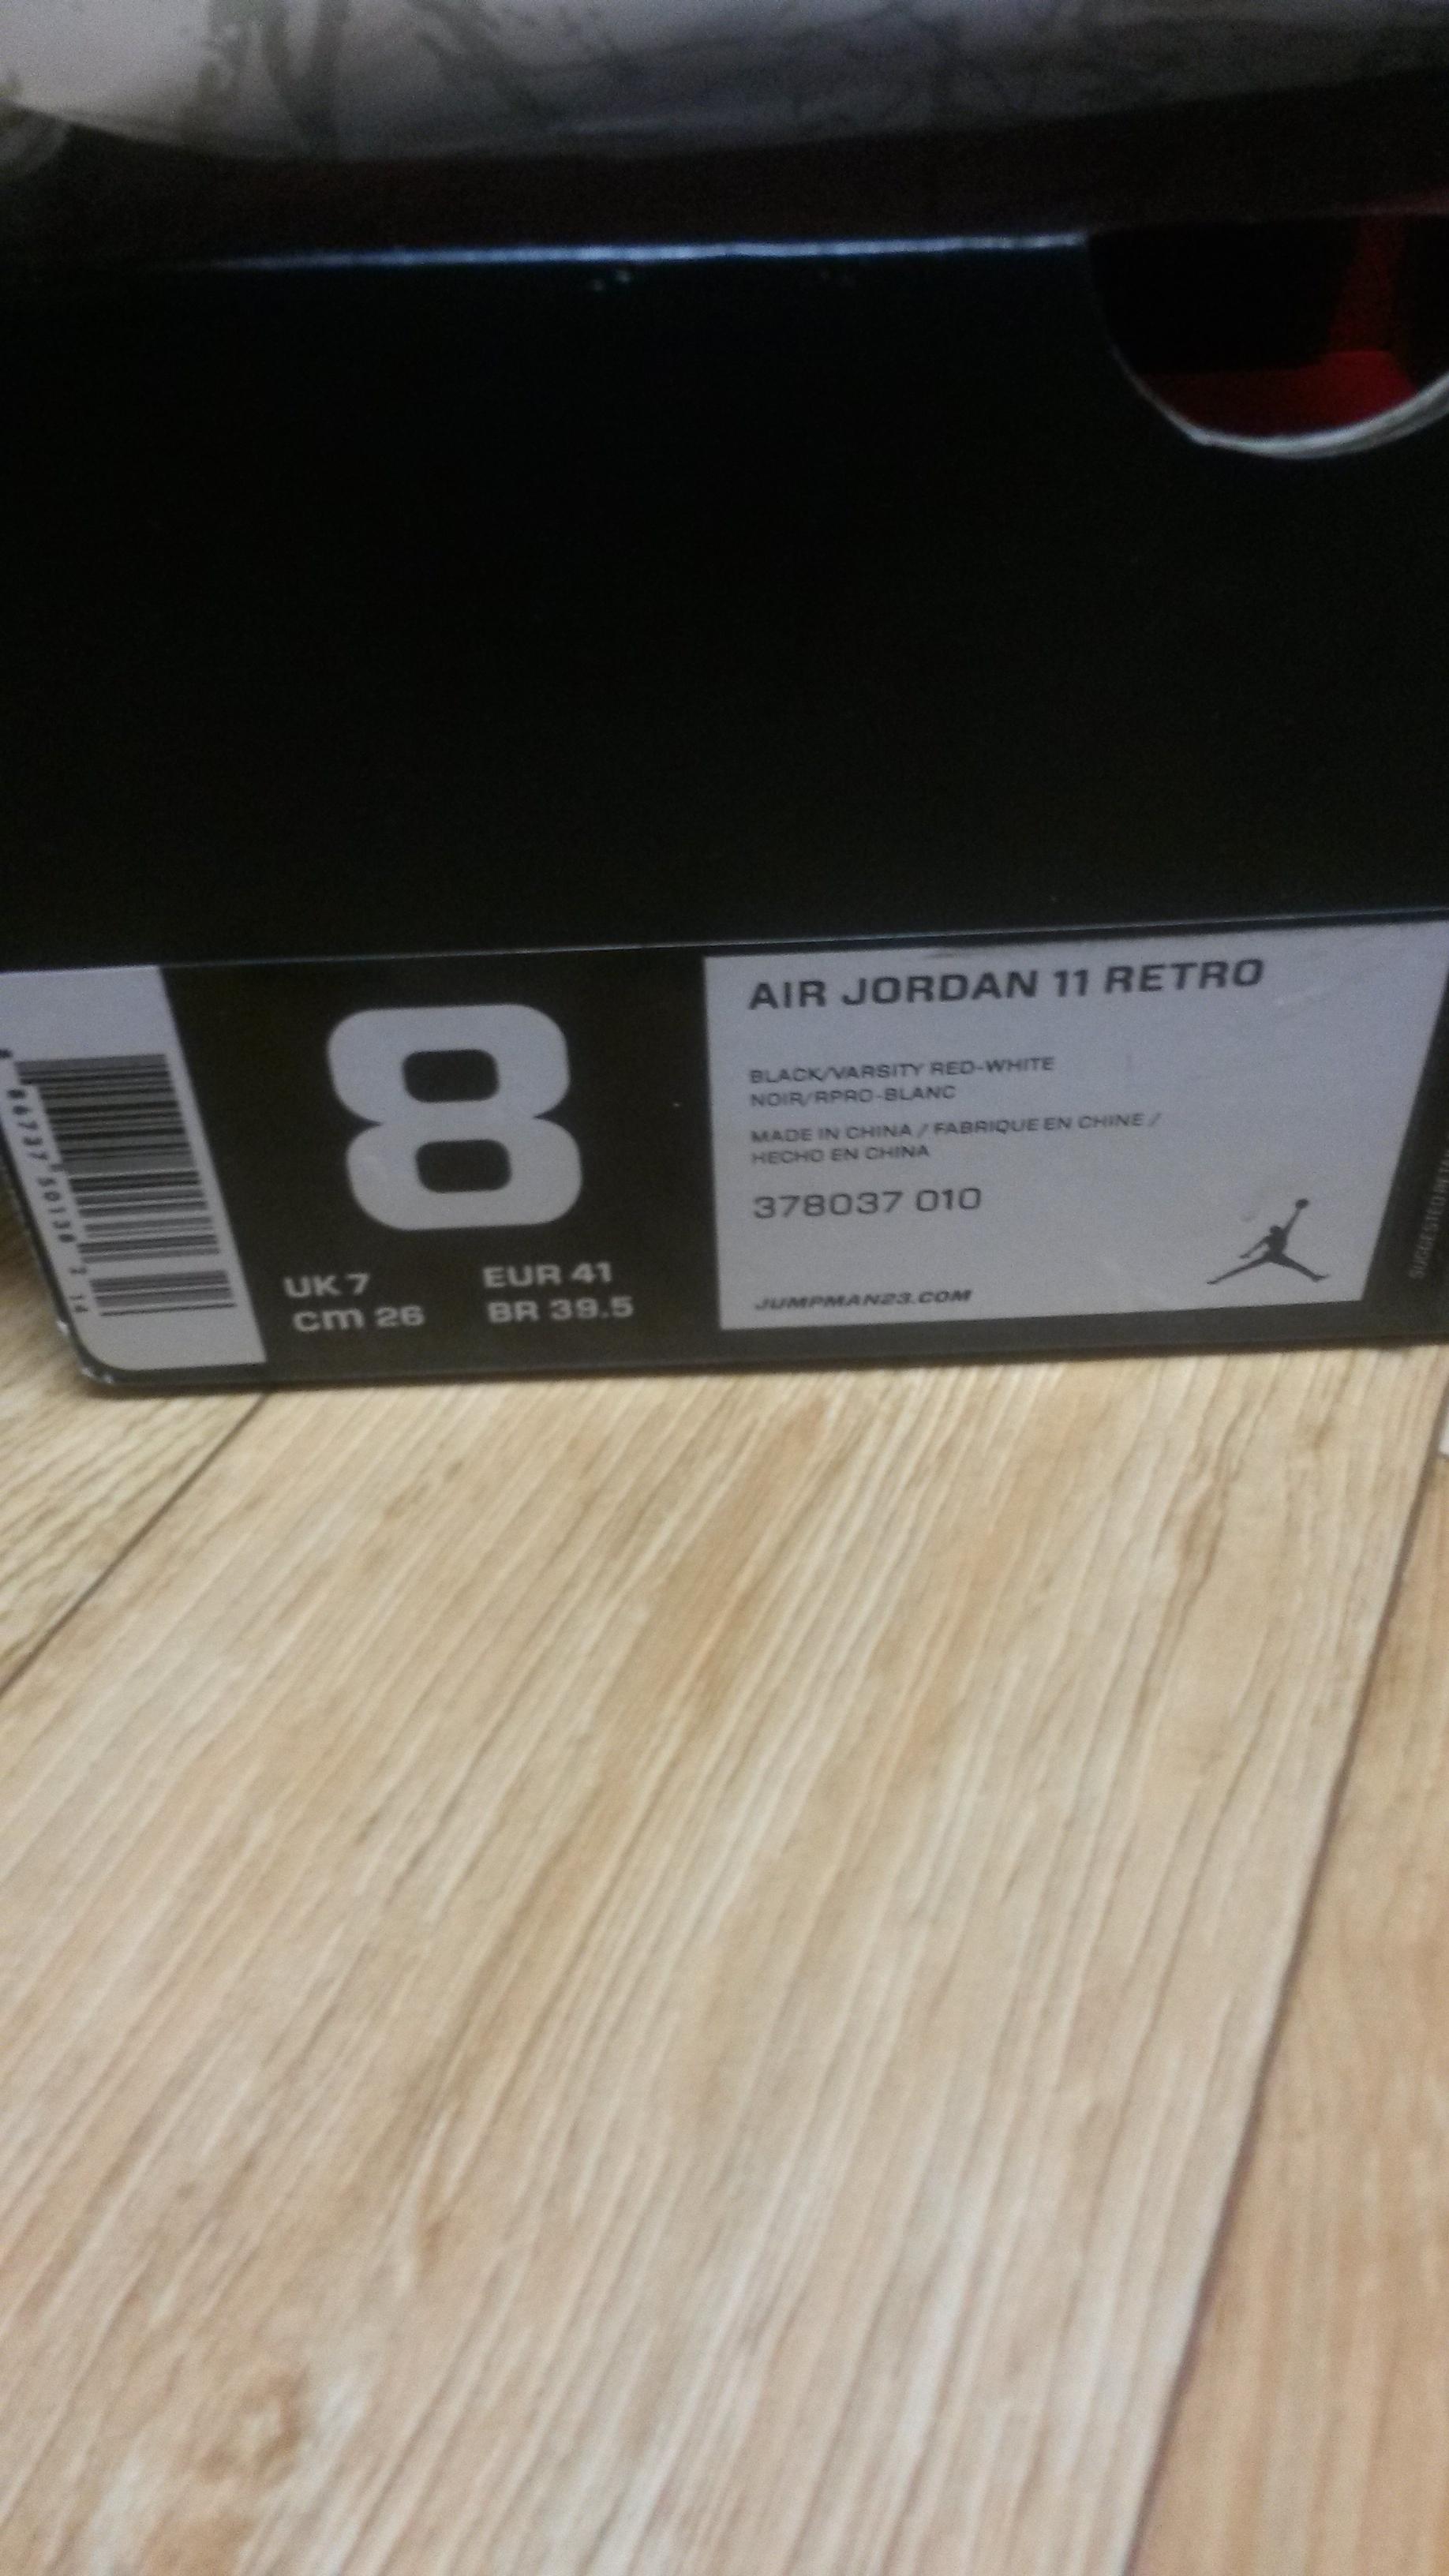 8
UK 7 EUR 41
cm 26 BR 39.5
AIR JORDAN 11 RETRO
BLACK/VARSITY RED-WHITE
NOIR/RPRO-BLANC
MADE IN CHINA / FABRIQUE EN CHINE /
HECHO EN CHINA
378037 010
JUMPMAN23.COM
SUGGESTED